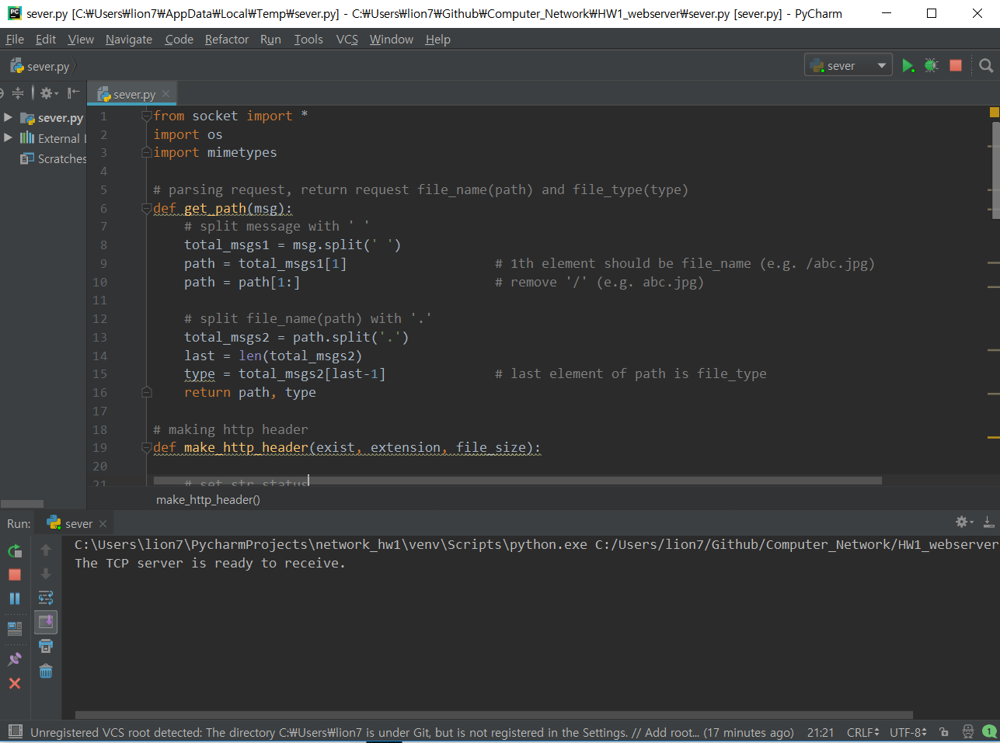 PC sever.py [C:₩Users₩lion7₩AppData₩Local₩Temp₩sever.py] - C:₩Users₩lion7₩Github₩Computer_Network₩HW1_webserver₩sever.py [sever.py] - PyCharm
File Edit View Navigate Code Refactor Run Tools VCS Window Help
sever.py
sever
sever.py
sever.py
External
Scratches
1 from socket import *
2 import os
3 import mimetypes
4
5 # parsing request, return request file_name(path) and file_type(type)
6 def get_path(msg):
7 # split message with ' '
8 total_msgs1 = msg.split(' ')
9 path = total_msgs1[1] # 1th element should be file_name (e.g. /abc.jpg)
10 path = path[1:] # remove '/' (e.g. abc.jpg)
11
12 # split file_name(path) with '.'
13 total_msgs2 = path.split('.')
14 last = len(total_msgs2)
15 type = total_msgs2[last-1] # last element of path is file_type
16 return path, type
17
18 # making http header
19 def make_http_header(exist, extension, file_size):
20
21 # set str status
make_http_header()
Run: sever
C:\Users\lion7\PycharmProjects\network_hw1\venv\Scripts\python.exe C:/Users/lion7/Github/Computer_Network/HW1_webserver
The TCP server is ready to receive.
Unregistered VCS root detected: The directory C:₩Users₩lion7 is under Git, but is not registered in the Settings. // Add root... (17 minutes ago) 21:21 CRLF UTF-8 1